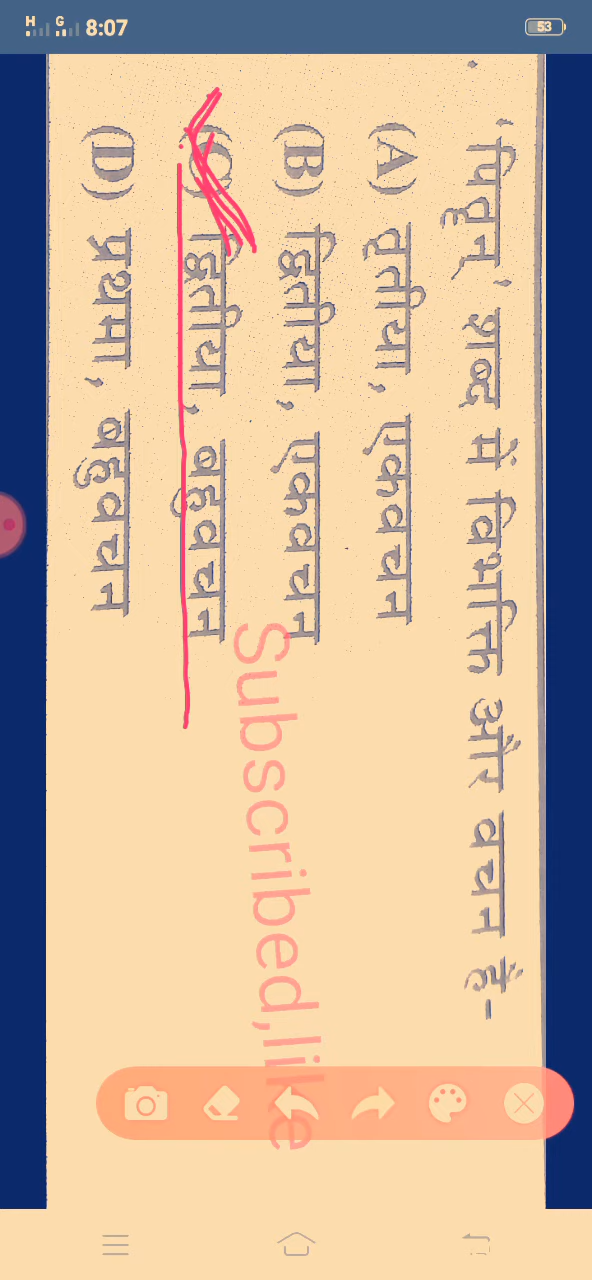 H G 8:07 53
'पितॄन्' शब्द में विभक्ति और वचन हैं-
(A) तृतीया, एकवचन
(B) द्वितीया, एकवचन
(C) द्वितीया, बहुवचन
(D) प्रथमा, बहुवचन
Subscribed,like